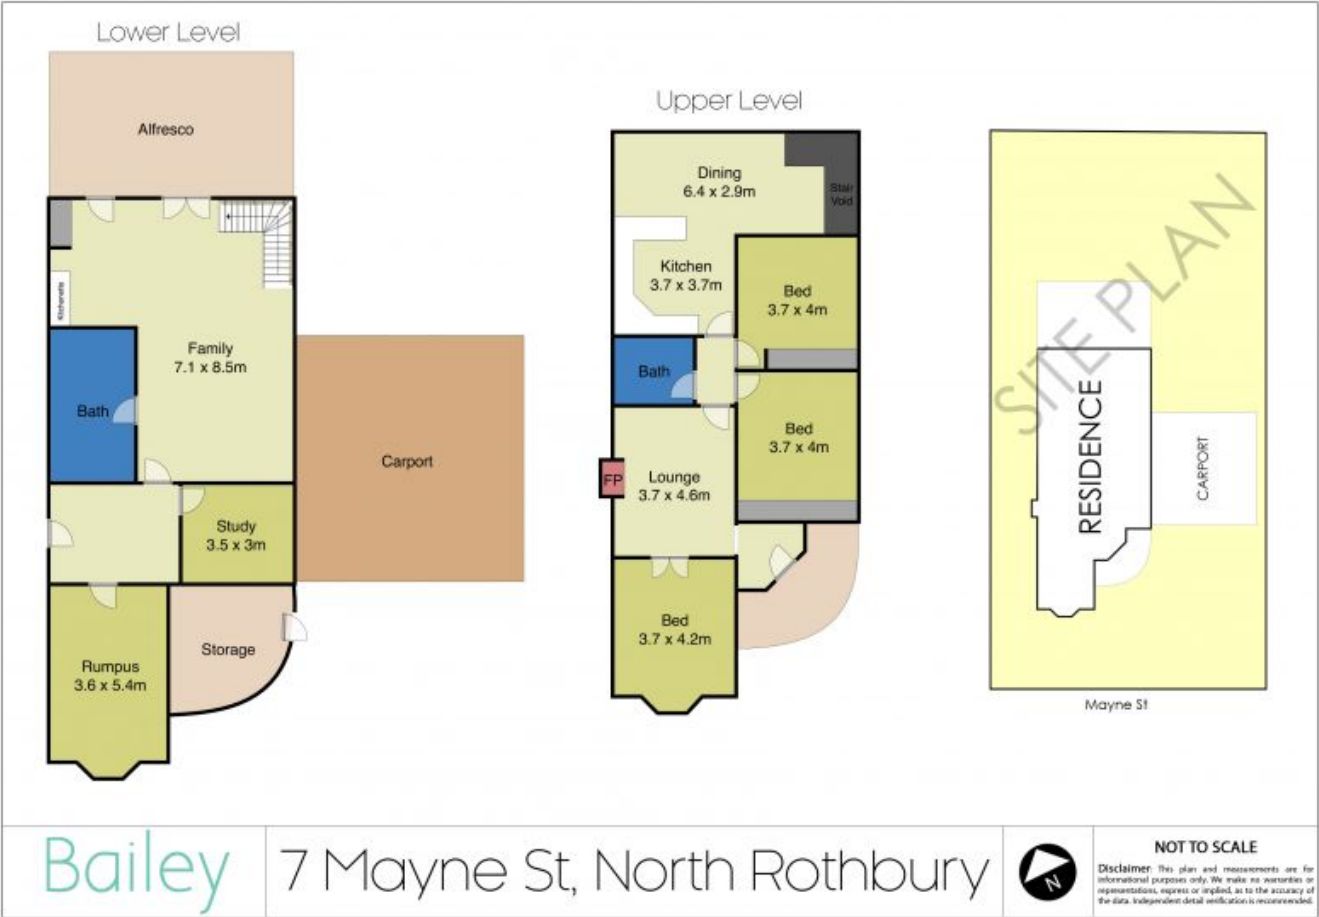 Lower Level
Alfresco
Kitchenette
Family
7.1 x 8.5m
Bath
Carport
Study
3.5 x 3m
Storage
Rumpus
3.6 x 5.4m
Upper Level
Dining
6.4 x 2.9m
Stair
Void
Kitchen
3.7 x 3.7m
Bed
3.7 x 4m
Bath
Bed
3.7 x 4m
FP
Lounge
3.7 x 4.6m
Bed
3.7 x 4.2m
SITE PLAN
RESIDENCE
CARPORT
Mayne St
Bailey
7 Mayne St, North Rothbury
N
NOT TO SCALE
Disclaimer: This plan and measurements are for
informational purposes only. We make no warranties or
representations, express or implied, as to the accuracy of
the data. Independent detail verification is recommended.